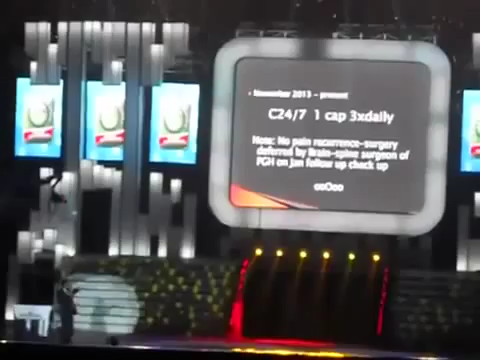 November 2013 - present
C24/7 1 cap 3xdaily
Note: No pain recurrence-surgery
deferred by Brain-spine surgeon of
PGH on Jan follow up check up
ooOoo